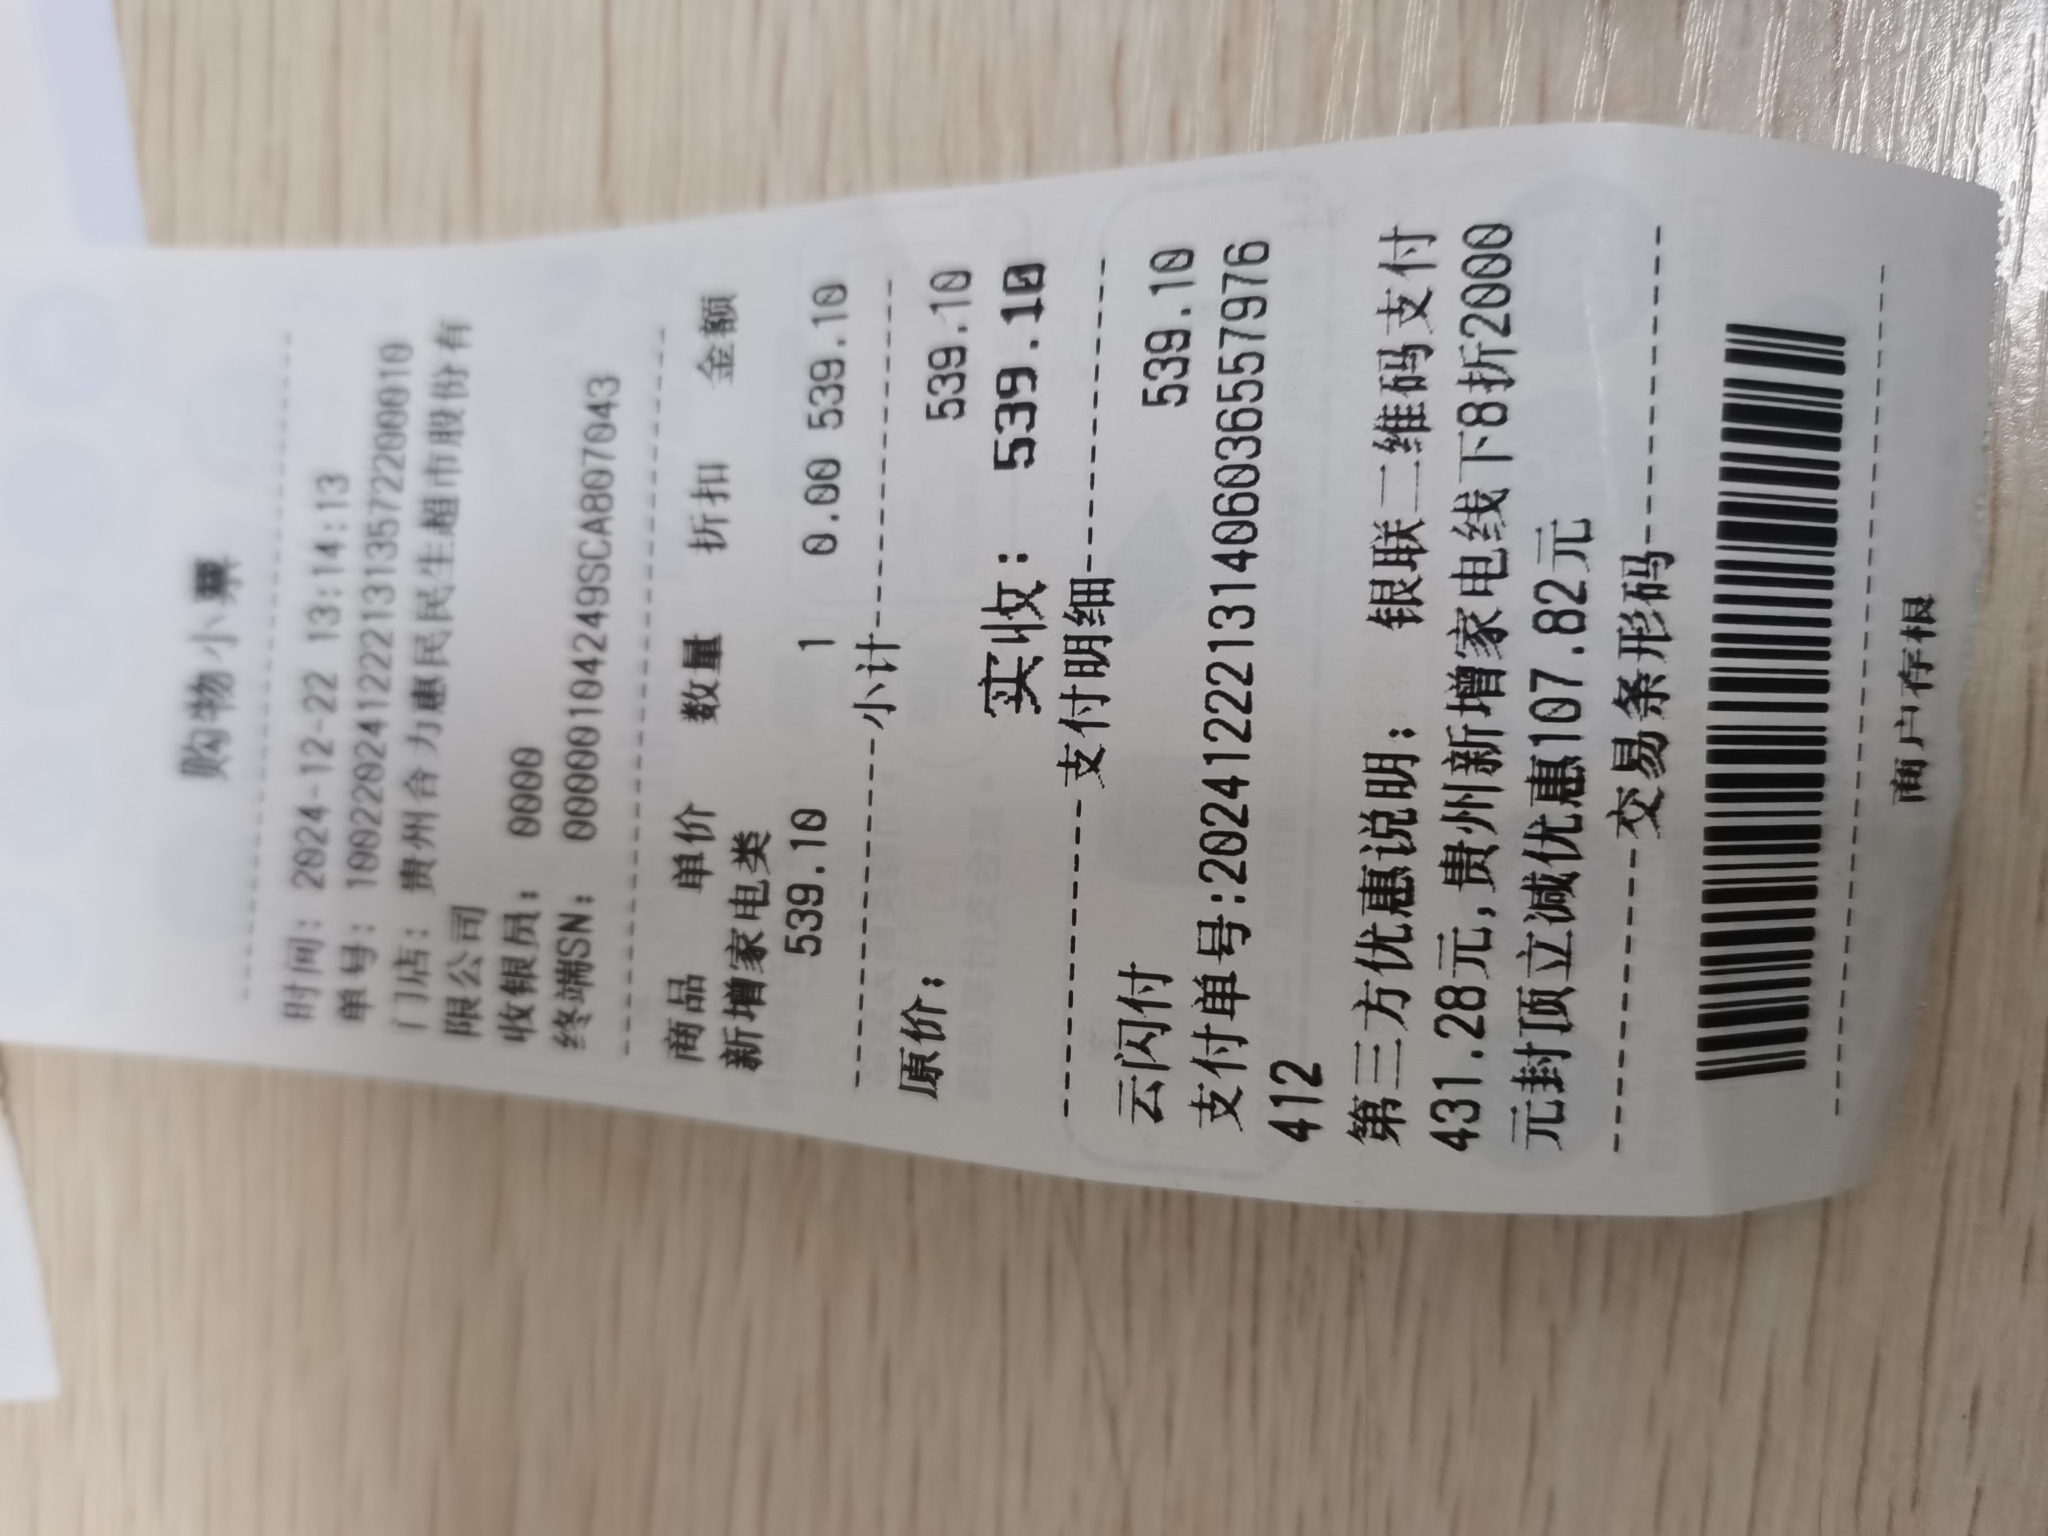 购物小票
时间: 2024-12-22 13:14:13
单号: 10022024122213135722000​10
门店: 贵州合力惠民民生超市股份有
限公司
收银员: 0000
终端SN: 00000104249SCA807043
商品 单价 数量 折扣 金额
新增家电类
539.10 1 0.00 539.10
小计
原价: 539.10
实收: 539.10
支付明细
云闪付 539.10
支付单号:20241222131406036557976
412
第三方优惠说明: 银联二维码支付
431.28元,贵州新增家电线下8折2000
元封顶立减优惠107.82元
交易条形码
商户存根